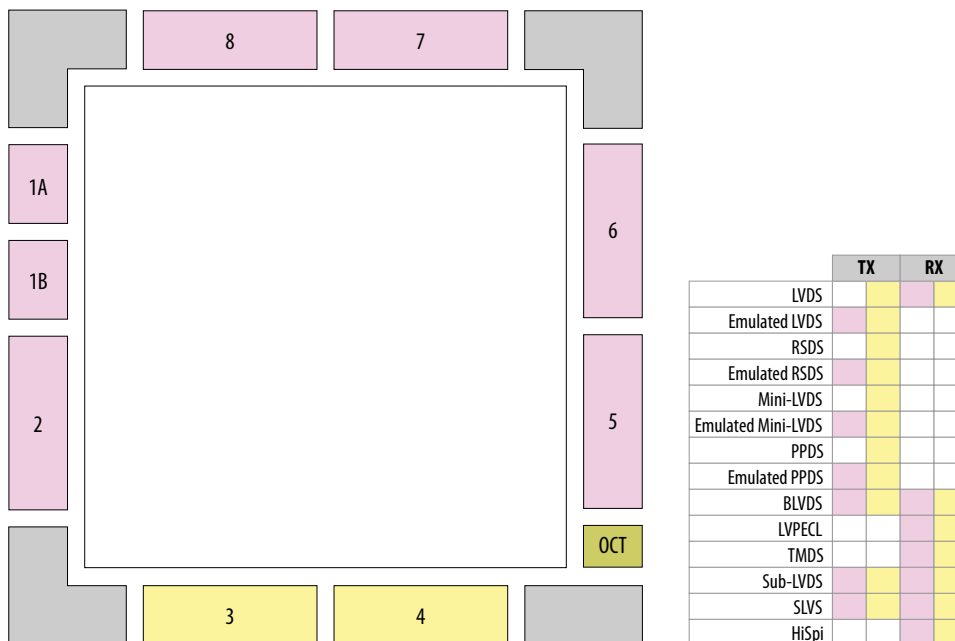 8
7
1A
1B
2
6
5
OCT
3
4
TX RX
LVDS
Emulated LVDS
RSDS
Emulated RSDS
Mini-LVDS
Emulated Mini-LVDS
PPDS
Emulated PPDS
BLVDS
LVPECL
TMDS
Sub-LVDS
SLVS
HiSpi